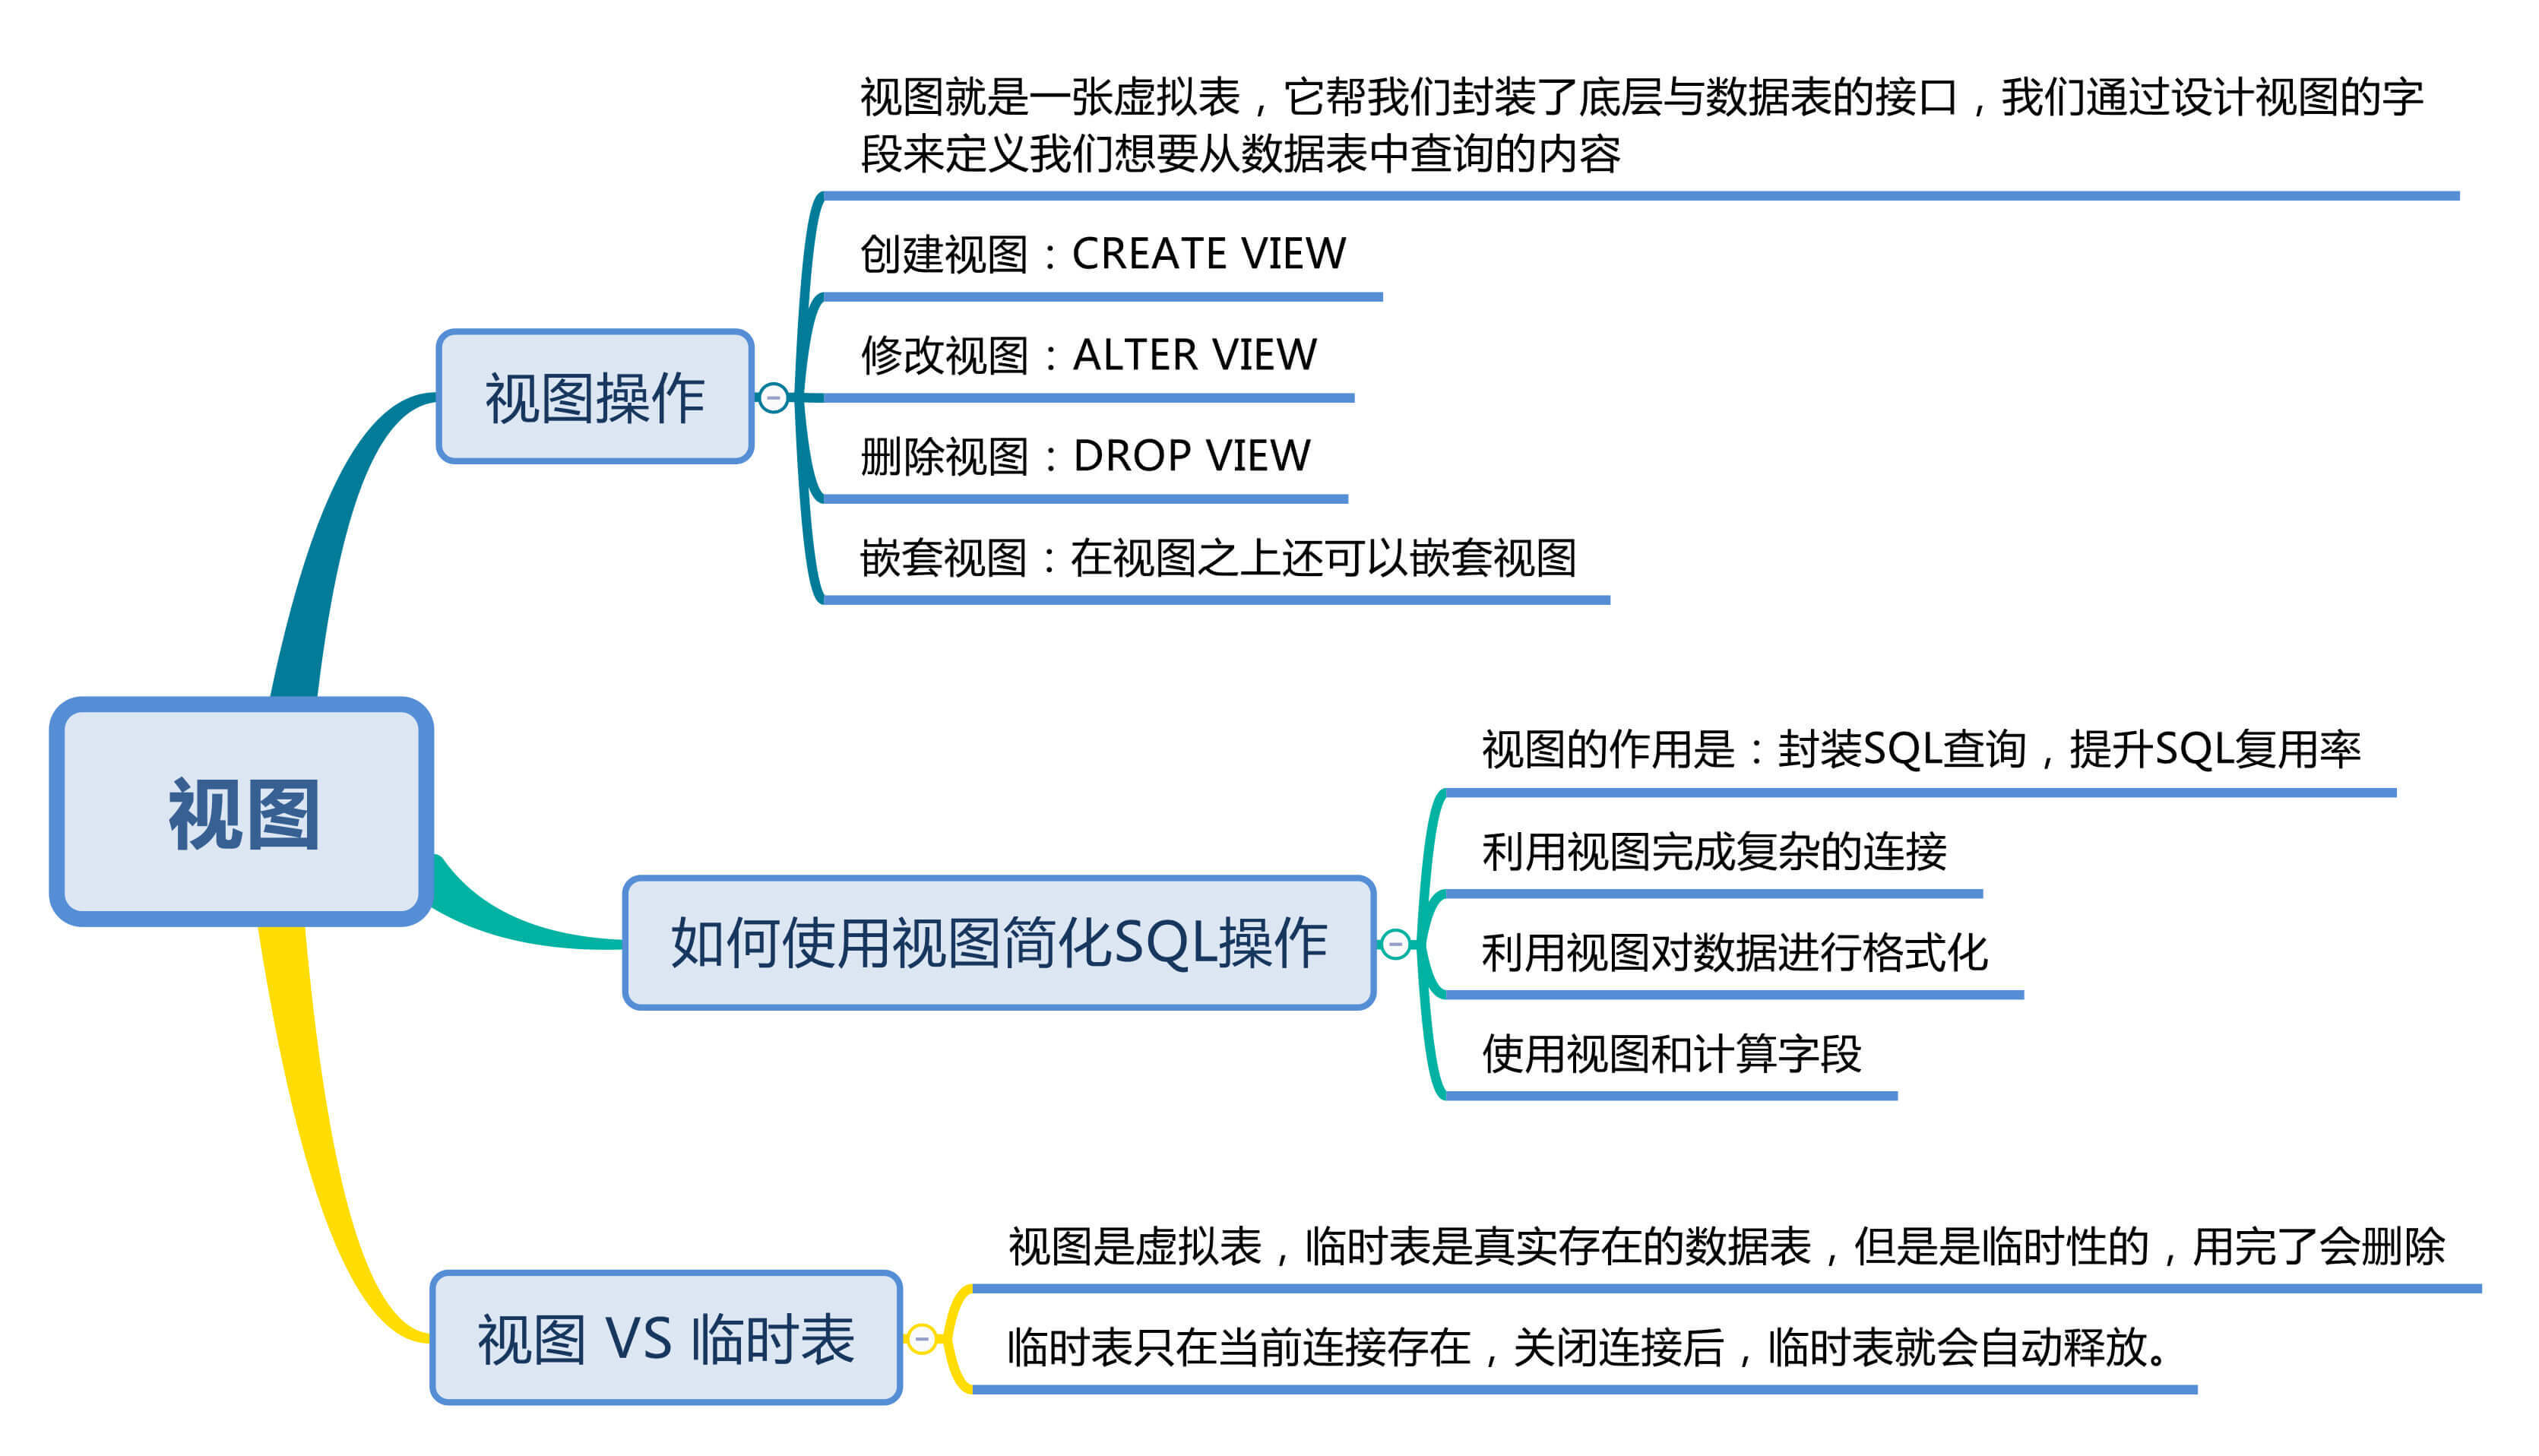 视图就是一张虚拟表，它帮我们封装了底层与数据表的接口，我们通过设计视图的字
段来定义我们想要从数据表中查询的内容
创建视图：CREATE VIEW
修改视图：ALTER VIEW
视图操作
删除视图：DROP VIEW
嵌套视图：在视图之上还可以嵌套视图
视图
视图的作用是：封装SQL查询，提升SQL复用率
利用视图完成复杂的连接
如何使用视图简化SQL操作
利用视图对数据进行格式化
使用视图和计算字段
视图是虚拟表，临时表是真实存在的数据表，但是是临时性的，用完了会删除
视图 VS 临时表
临时表只在当前连接存在，关闭连接后，临时表就会自动释放。